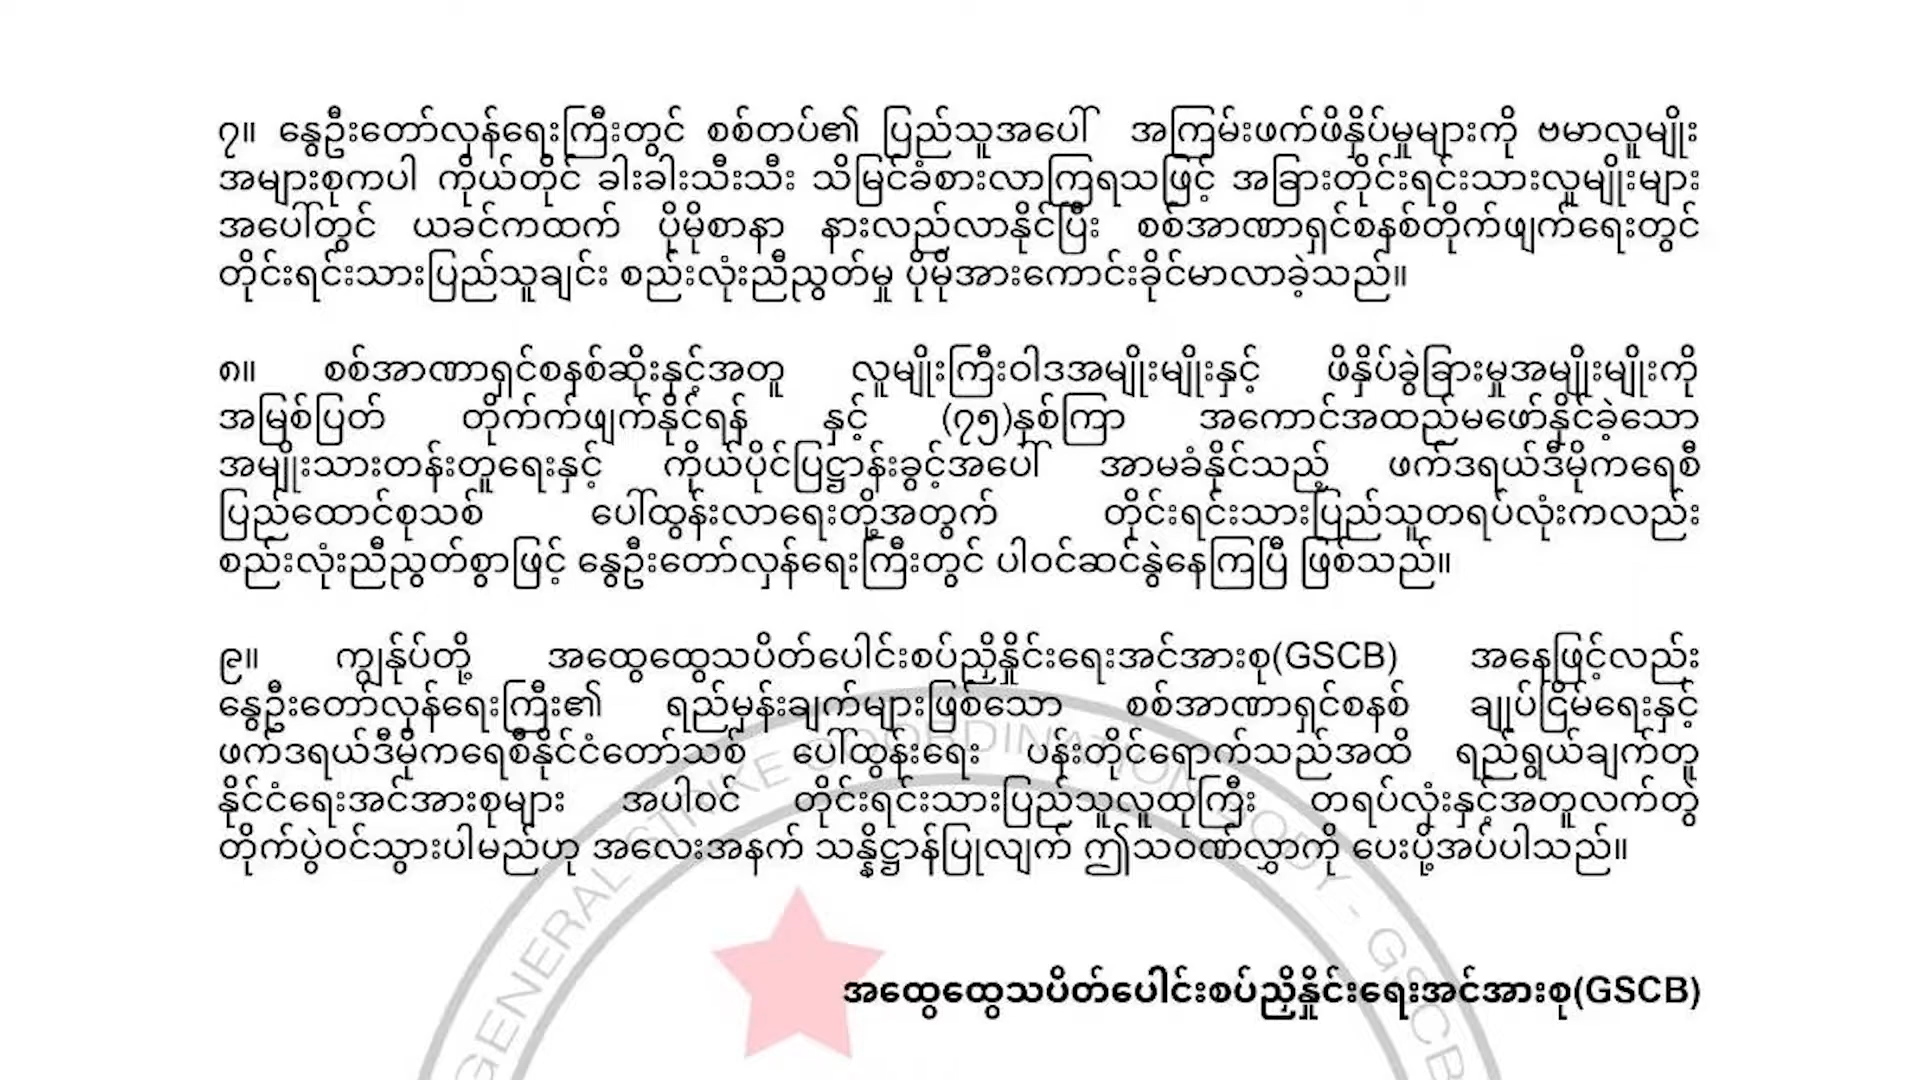 ၇။ နွေဦးတော်လှန်ရေးကြီးတွင် စစ်တပ်၏ ပြည်သူအပေါ် အကြမ်းဖက်ဖိနှိပ်မှုများကို ဗမာလူမျိုး
အများစုကပါ ကိုယ်တိုင် ခါးခါးသီးသီး သိမြင်ခံစားလာကြရသဖြင့် အခြားတိုင်းရင်းသားလူမျိုးများ
အပေါ်တွင် ယခင်ကထက် ပိုမိုစာနာ နားလည်လာနိုင်ပြီး စစ်အာဏာရှင်စနစ်တိုက်ဖျက်ရေးတွင်
တိုင်းရင်းသားပြည်သူချင်း စည်းလုံးညီညွတ်မှု ပိုမိုအားကောင်းခိုင်မာလာခဲ့သည်။
၈။ စစ်အာဏာရှင်စနစ်ဆိုးနှင့်အတူ လူမျိုးကြီးဝါဒအမျိုးမျိုးနှင့် ဖိနှိပ်ခွဲခြားမှုအမျိုးမျိုးကို
အမြစ်ပြတ် တိုက်က်ဖျက်နိုင်ရန် နှင့် (၇၅)နှစ်ကြာ အကောင်အထည်မဖော်နိုင်ခဲ့သော
အမျိုးသားတန်းတူရေးနှင့် ကိုယ်ပိုင်ပြဋ္ဌာန်းခွင့်အပေါ် အာမခံနိုင်သည့် ဖက်ဒရယ်ဒီမိုကရေစီ
ပြည်ထောင်စုသစ် ပေါ်ထွန်းလာရေးတို့အတွက် တိုင်းရင်းသားပြည်သူတရပ်လုံးကလည်း
စည်းလုံးညီညွတ်စွာဖြင့် နွေဦးတော်လှန်ရေးကြီးတွင် ပါဝင်ဆင်နွှဲနေကြပြီ ဖြစ်သည်။
၉။ ကျွန်ုပ်တို့ အထွေထွေသပိတ်ပေါင်းစပ်ညှိနှိုင်းရေးအင်အားစု(GSCB) အနေဖြင့်လည်း
နွေဦးတော်လှန်ရေးကြီး၏ ရည်မှန်းချက်များဖြစ်သော စစ်အာဏာရှင်စနစ် ချုပ်ငြိမ်းရေးနှင့်
ဖက်ဒရယ်ဒီမိုကရေစီနိုင်ငံတော်သစ် ပေါ်ထွန်းရေး ပန်းတိုင်ရောက်သည်အထိ ရည်ရွယ်ချက်တူ
နိုင်ငံရေးအင်အားစုများ အပါဝင် တိုင်းရင်းသားပြည်သူလူထုကြီး တရပ်လုံးနှင့်အတူလက်တွဲ
တိုက်ပွဲဝင်သွားပါမည်ဟု အလေးအနက် သန္နိဋ္ဌာန်ပြုလျက် ဤသဝဏ်လွှာကို ပေးပို့အပ်ပါသည်။
GENERAL STRIKE COORDINATION BODY - GSCB
အထွေထွေသပိတ်ပေါင်းစပ်ညှိနှိုင်းရေးအင်အားစု(GSCB)